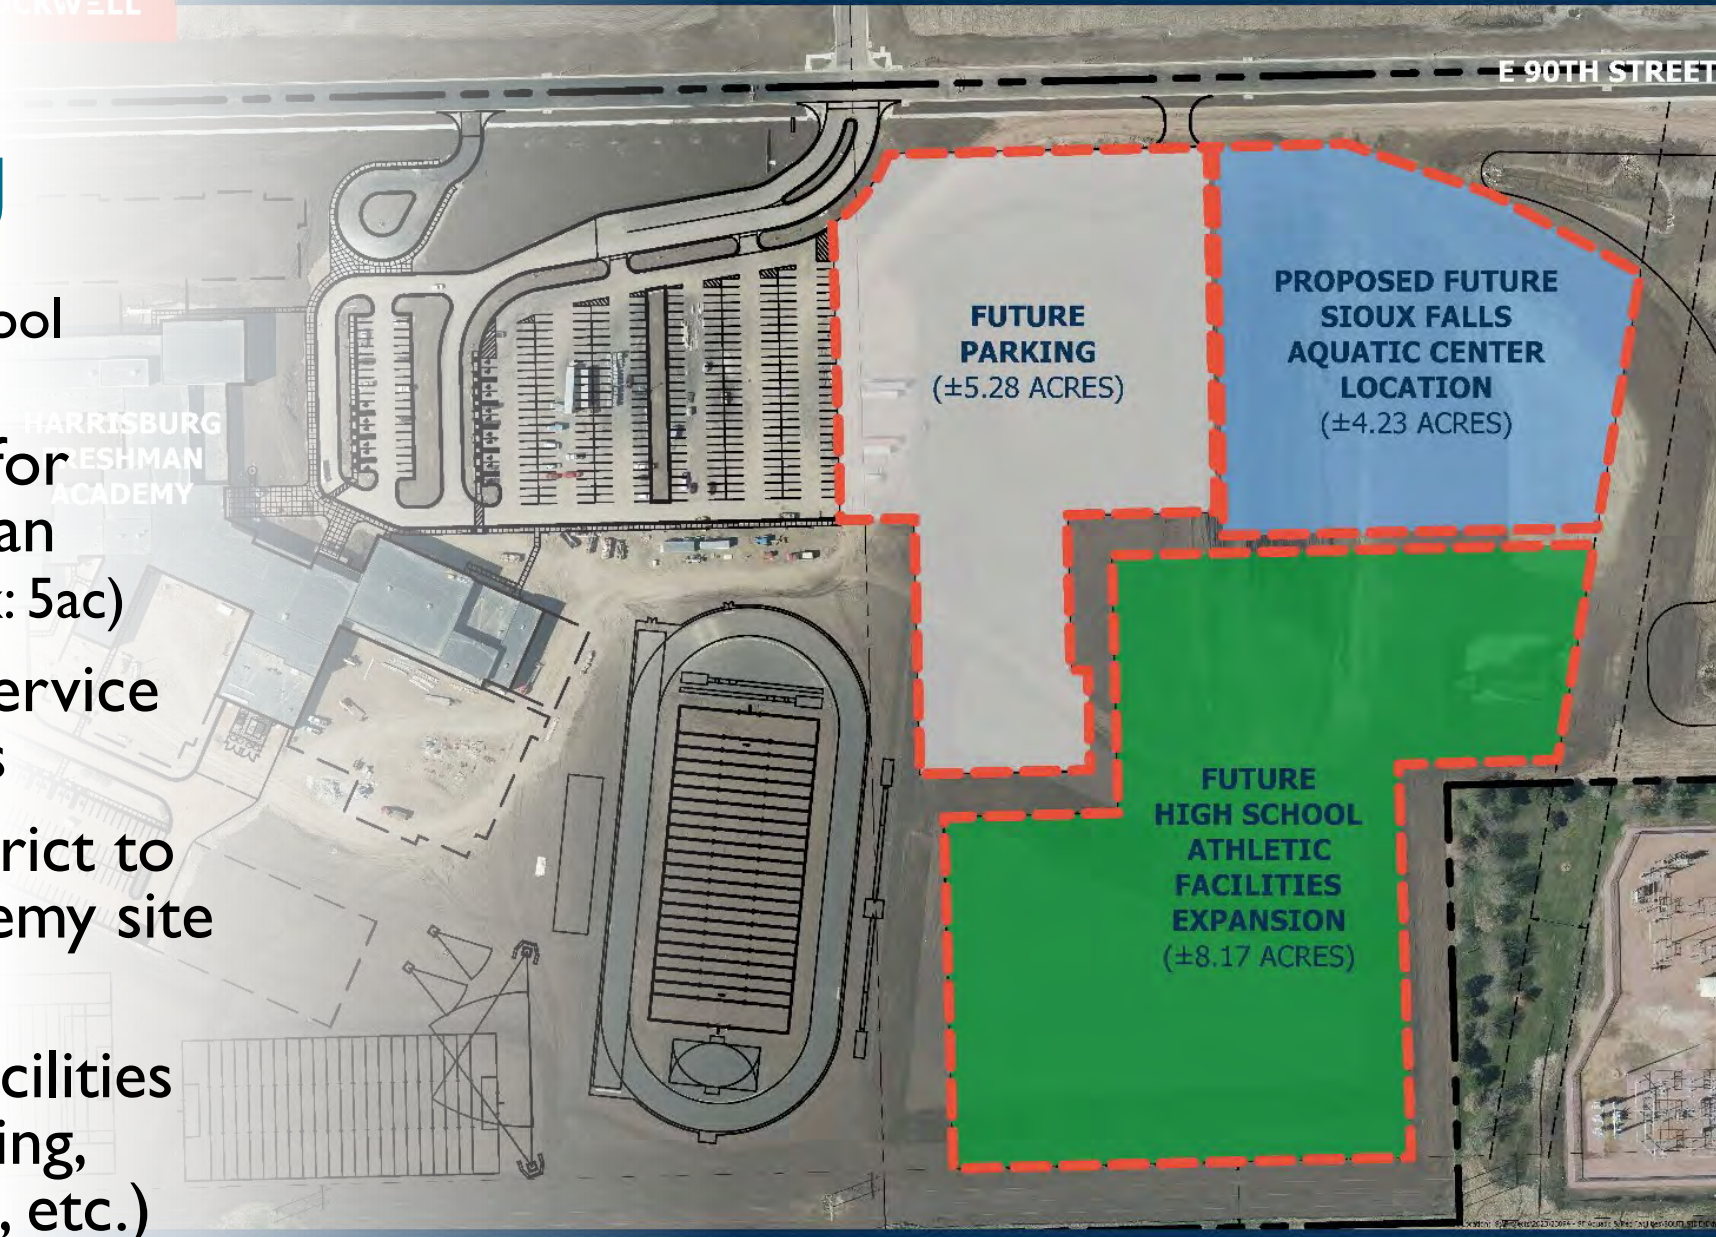 E 90TH STREET
ool
HARRISBURG
FRESHMAN
ACADEMY
for
an
: 5ac)
ervice
s
rict to
emy site
cilities
ing,
, etc.)
FUTURE
PARKING
(±5.28 ACRES)
PROPOSED FUTURE
SIOUX FALLS
AQUATIC CENTER
LOCATION
(±4.23 ACRES)
FUTURE
HIGH SCHOOL
ATHLETIC
FACILITIES
EXPANSION
(±8.17 ACRES)